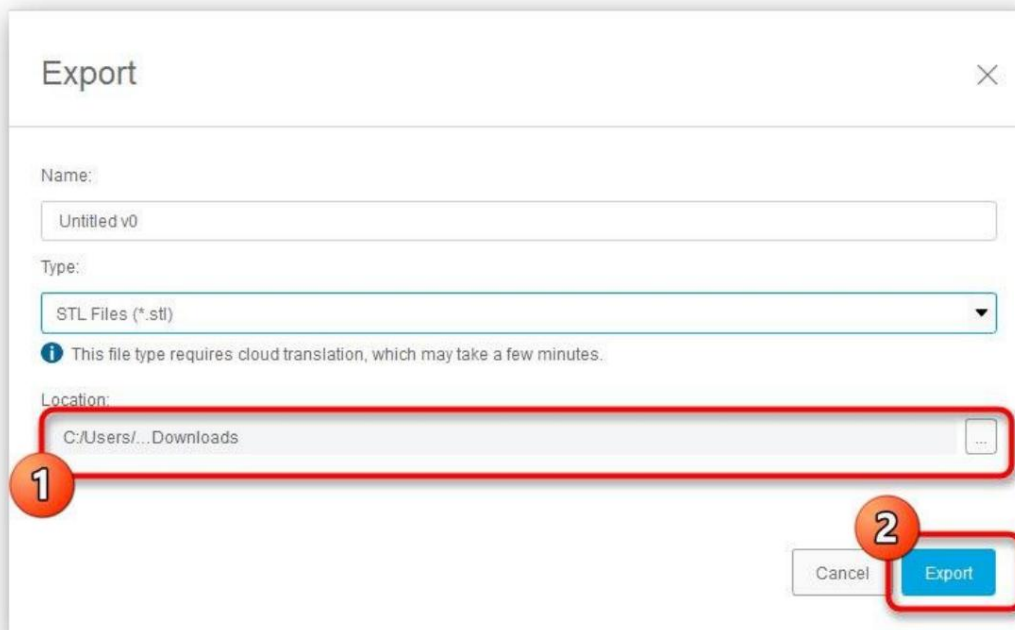 Export
Name:
Untitled v0
Type:
STL Files (*.stl)
This file type requires cloud translation, which may take a few minutes.
Location:
C:/Users/...Downloads
...
1
2
Cancel
Export